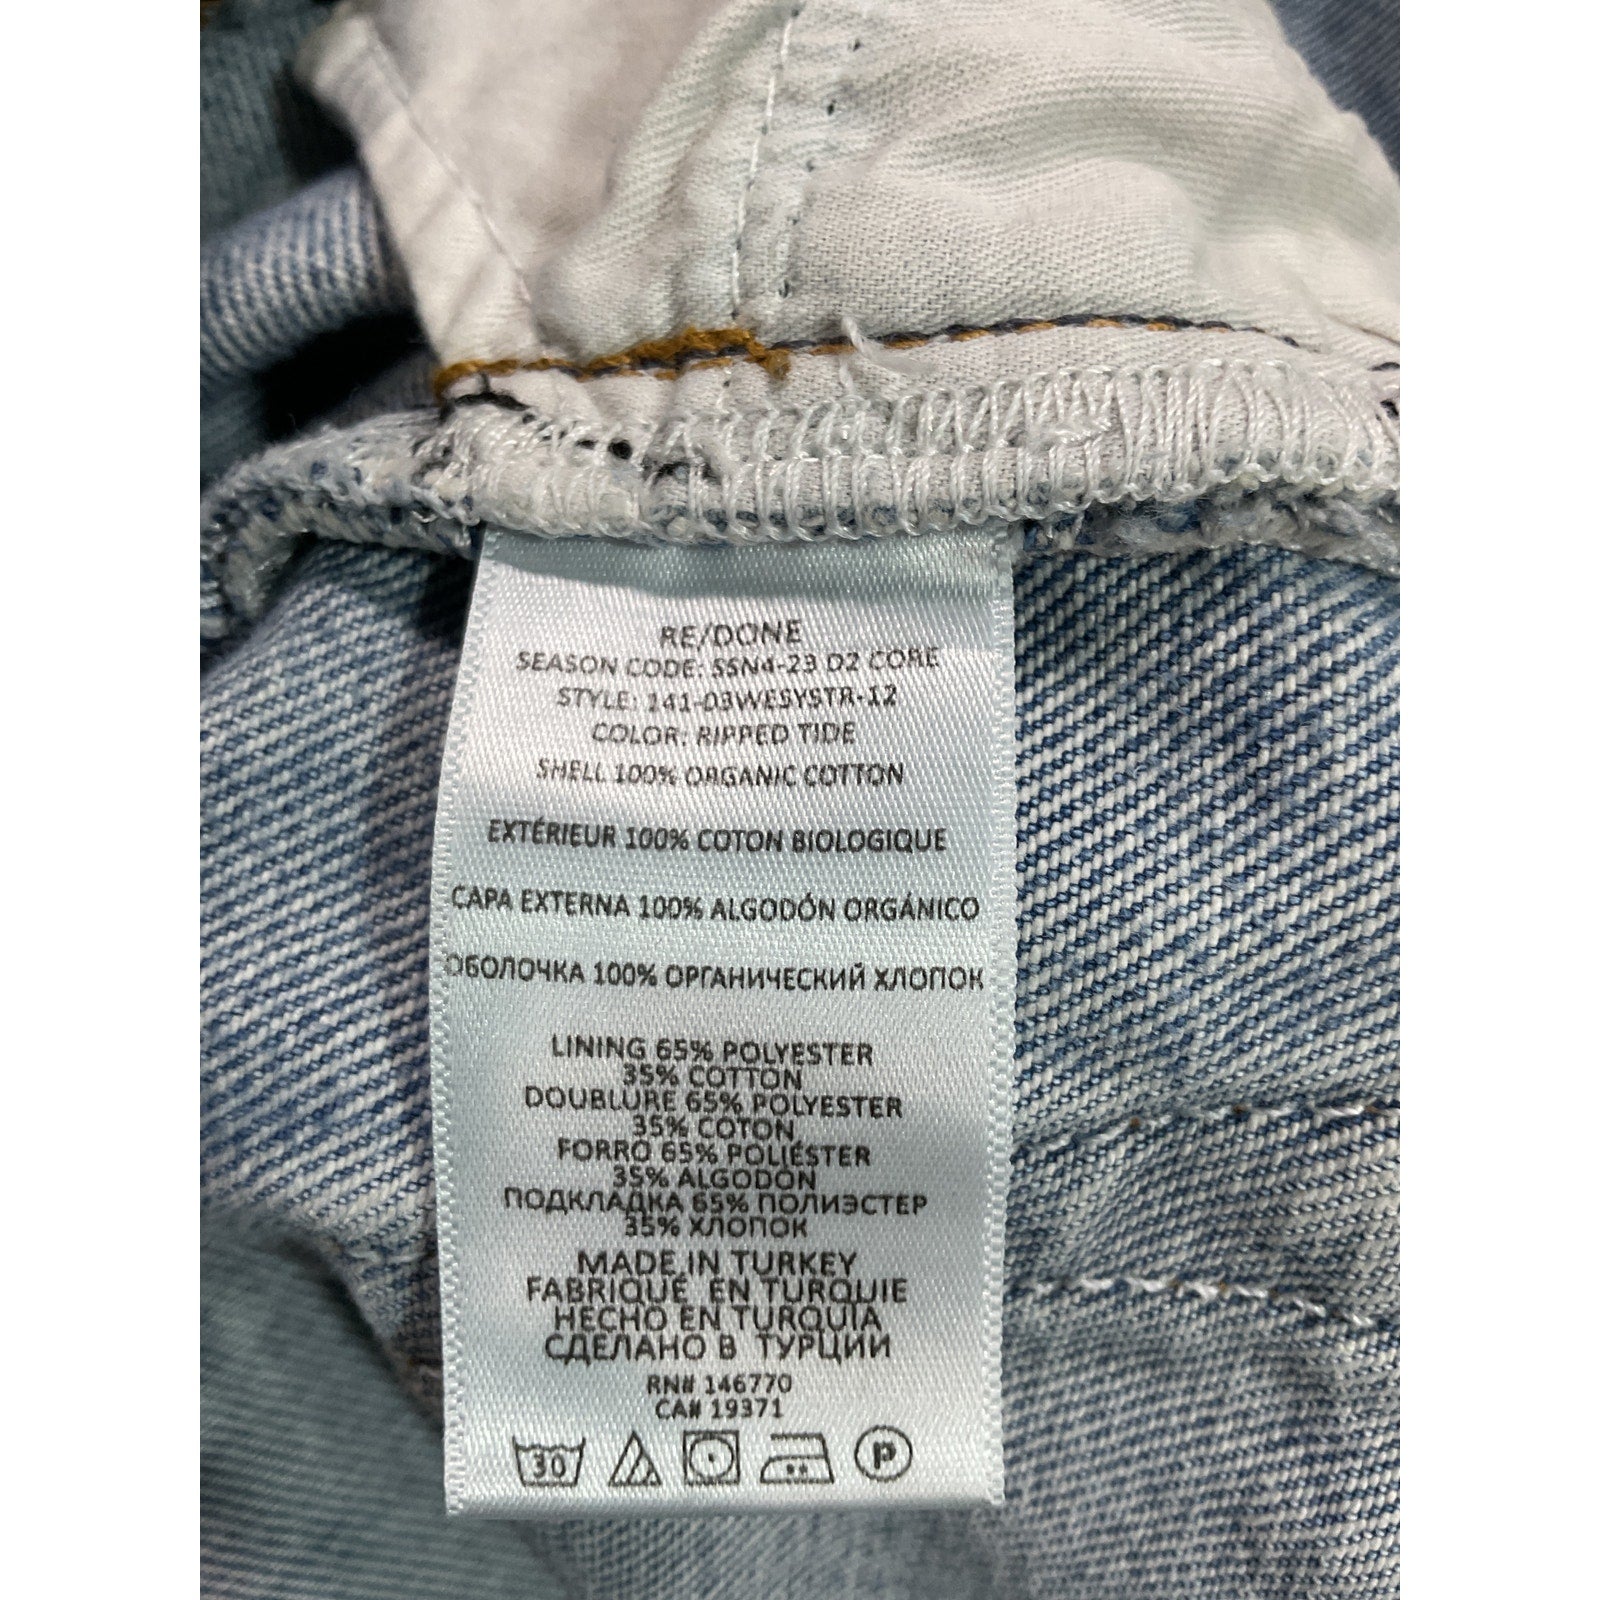 RE/DONE
SEASON CODE: SSN4-23 D2 CORE
STYLE: 141-03WESYSTR-12
COLOR: RIPPED TIDE
SHELL 100% ORGANIC COTTON
EXTÉRIEUR 100% COTON BIOLOGIQUE
CAPA EXTERNA 100% ALGODÓN ORGÁNICO
ОБОЛОЧКА 100% ОРГАНИЧЕСКИЙ ХЛОПОК
LINING 65% POLYESTER
35% COTTON
DOUBLURE 65% POLYESTER
35% COTON
FORRO 65% POLIÉSTER
35% ALGODÓN
ПОДКЛАДКА 65% ПОЛИЭСТЕР
35% ХЛОПОК
MADE IN TURKEY
FABRIQUÉ EN TURQUIE
HECHO EN TURQUÍA
СДЕЛАНО В ТУРЦИИ
RN# 146770
CA# 19371
30 P